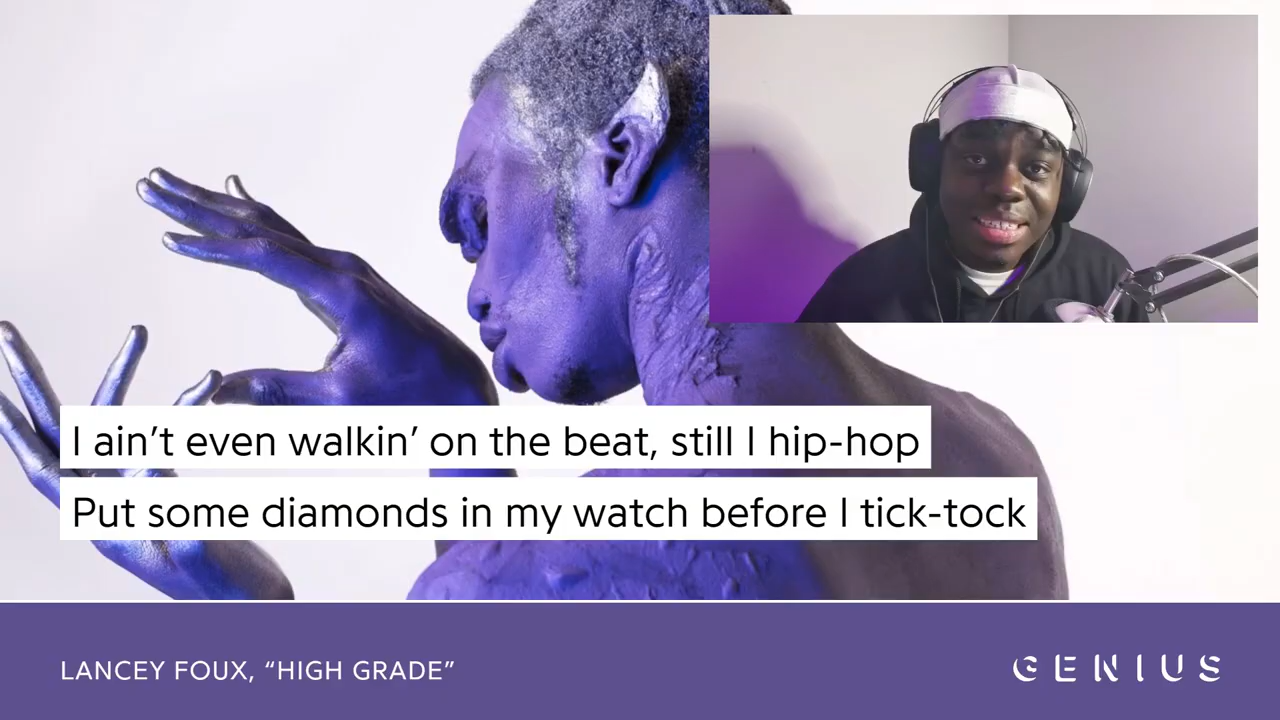 I ain’t even walkin’ on the beat, still I hip-hop
Put some diamonds in my watch before I tick-tock
LANCEY FOUX, “HIGH GRADE”
GENIUS